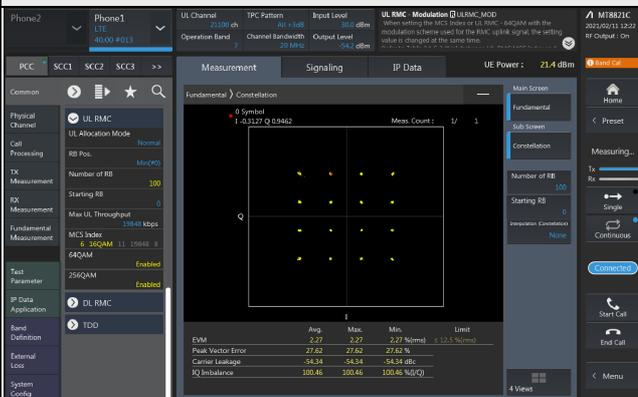 Phone2
Phone1
LTE
40.00 #013
UL Channel
21100 ch
Operation Band
7
TPC Pattern
Alt +3dB
Channel Bandwidth
20 MHz
Input Level
30.0 dBm
Output Level
-54.2 dBm
UL RMC - Modulation ULRMC_MOD
When setting the MCS Index or UL RMC - 64QAM with the
modulation scheme used for the RMC uplink signal, the setting
value is changed at the same time.
MT8821C
2021/02/11 12:22
RF Output : On
PCC
SCC1
SCC2
SCC3
>>
Measurement
Signaling
IP Data
UE Power :
21.4 dBm
Band Cal
Common
Physical
Channel
Call
Processing
TX
Measurement
RX
Measurement
Fundamental
Measurement
Test
Parameter
IP Data
Application
Band
Definition
External
Loss
System
Config
UL RMC
UL Allocation Mode
Normal
RB Pos.
Min(#0)
Number of RB
100
Starting RB
0
Max UL Throughput
19848 kbps
MCS Index
6 16QAM 11 19848 8
64QAM
Enabled
256QAM
Enabled
DL RMC
TDD
Fundamental
Constellation
0 Symbol
I -0.3127 Q 0.9462
Meas. Count : 1/ 1
Q
I
Avg. Max. Min. Limit
EVM 2.27 2.27 2.27 %(rms) ≤ 12.5 %(rms)
Peak Vector Error 27.62 27.62 27.62 %
Carrier Leakage -54.34 -54.34 -54.34 dBc
IQ Imbalance 100.46 100.46 100.46 %(I/Q)
Main Screen
Fundamental
Sub Screen
Constellation
Number of RB
100
Starting RB
0
Interpolation (Constellation)
None
4 Views
Home
Preset
Measuring...
Tx
Rx
Single
Continuous
Connected
Start Call
End Call
Menu